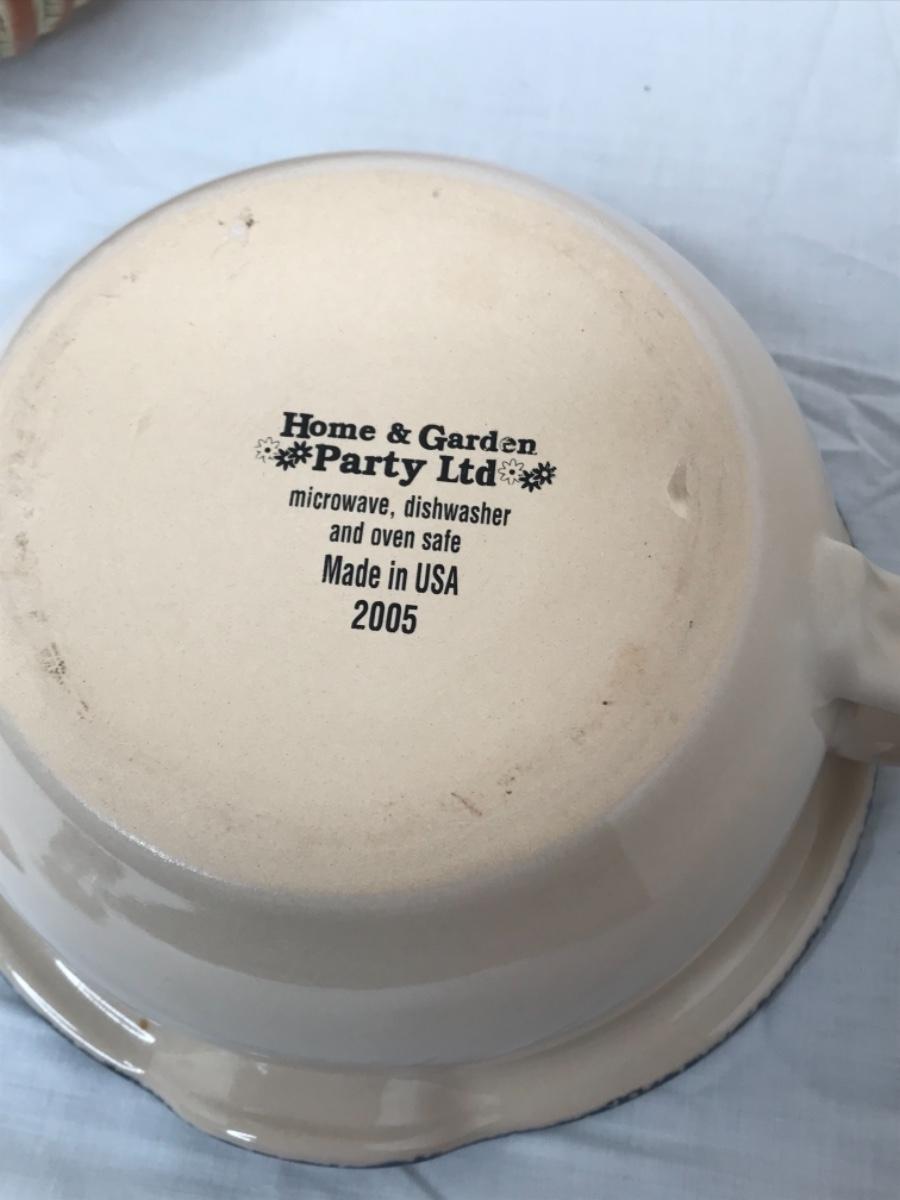 Home & Garden
Party Ltd
microwave, dishwasher
and oven safe
Made in USA
2005